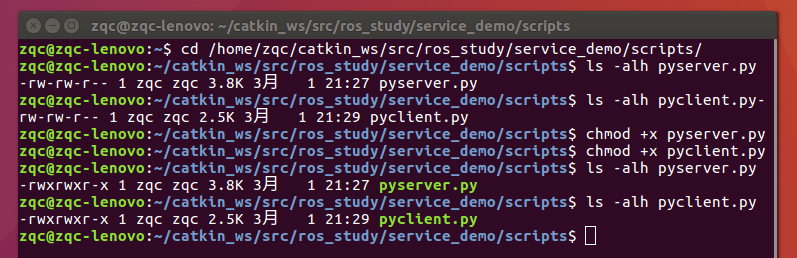 zqc@zqc-lenovo: ~/catkin_ws/src/ros_study/service_demo/scripts
zqc@zqc-lenovo:~$ cd /home/zqc/catkin_ws/src/ros_study/service_demo/scripts/
zqc@zqc-lenovo:~/catkin_ws/src/ros_study/service_demo/scripts$ ls -alh pyserver.py
-rw-rw-r-- 1 zqc zqc 3.8K 3月   1 21:27 pyserver.py
zqc@zqc-lenovo:~/catkin_ws/src/ros_study/service_demo/scripts$ ls -alh pyclient.py-
rw-rw-r-- 1 zqc zqc 2.5K 3月   1 21:29 pyclient.py
zqc@zqc-lenovo:~/catkin_ws/src/ros_study/service_demo/scripts$ chmod +x pyserver.py
zqc@zqc-lenovo:~/catkin_ws/src/ros_study/service_demo/scripts$ chmod +x pyclient.py
zqc@zqc-lenovo:~/catkin_ws/src/ros_study/service_demo/scripts$ ls -alh pyserver.py
-rwxrwxr-x 1 zqc zqc 3.8K 3月   1 21:27 pyserver.py
zqc@zqc-lenovo:~/catkin_ws/src/ros_study/service_demo/scripts$ ls -alh pyclient.py
-rwxrwxr-x 1 zqc zqc 2.5K 3月   1 21:29 pyclient.py
zqc@zqc-lenovo:~/catkin_ws/src/ros_study/service_demo/scripts$